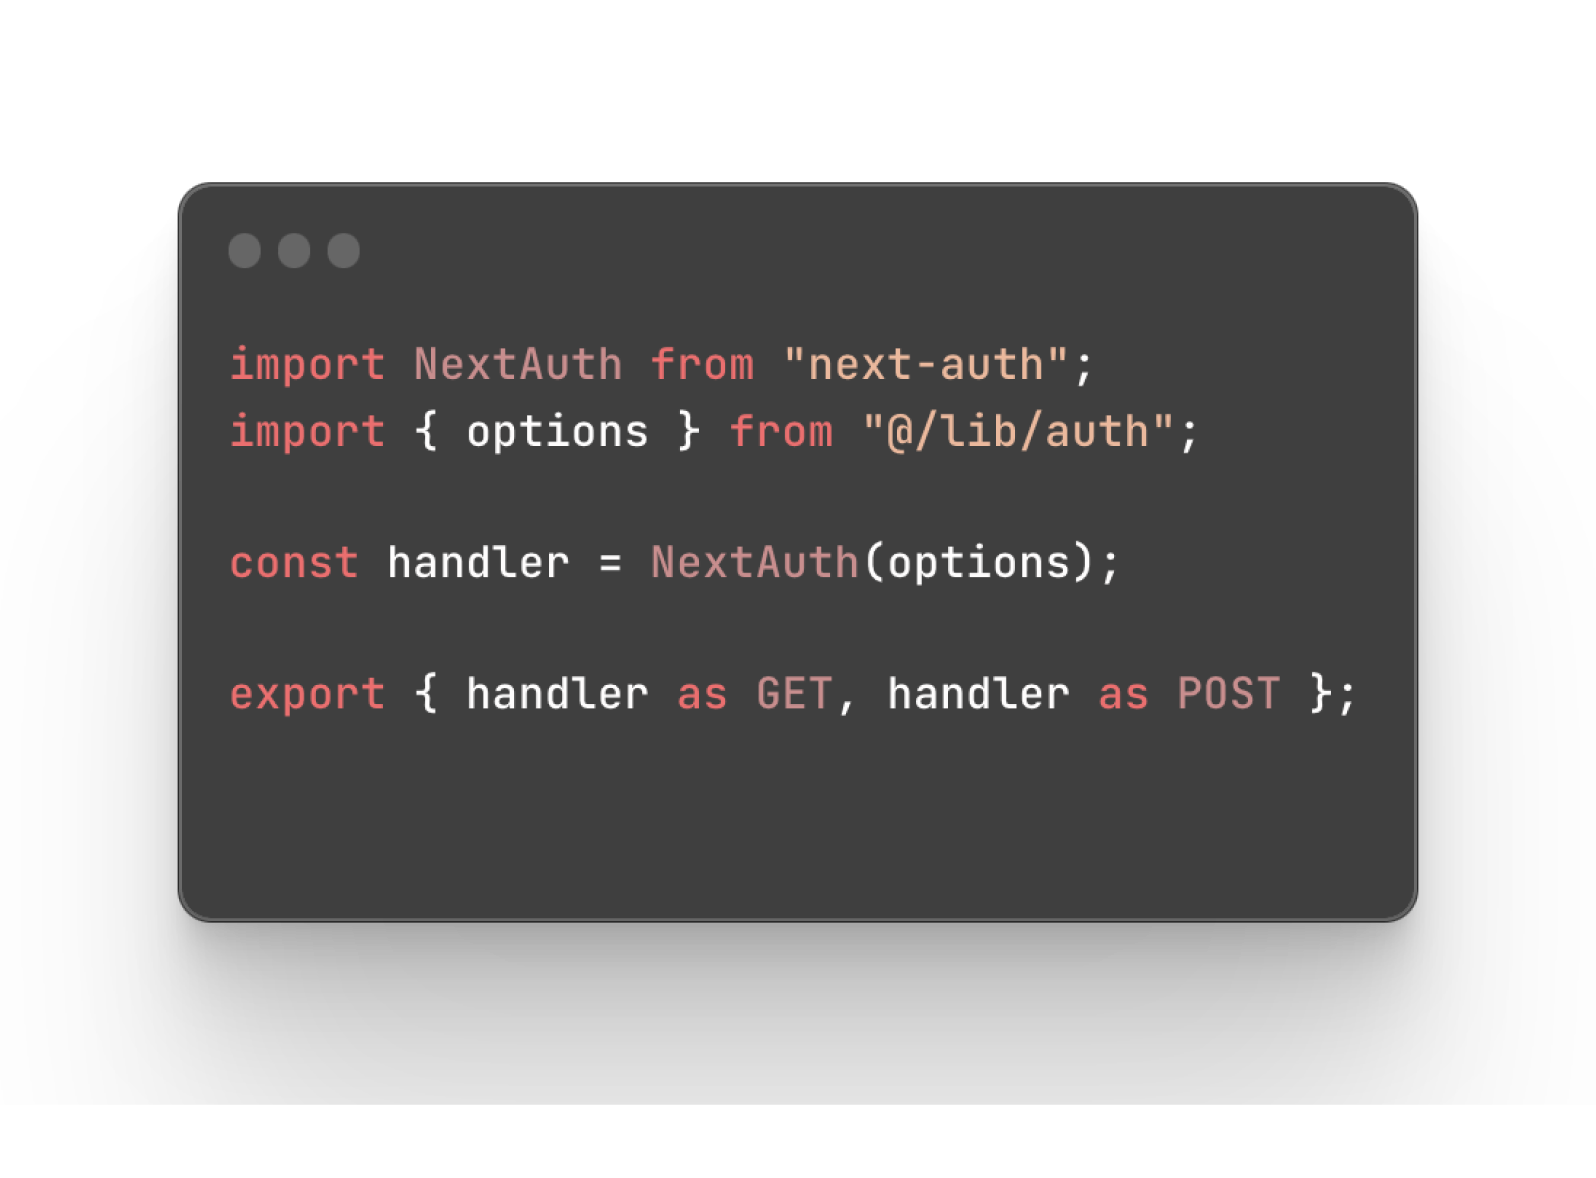 import NextAuth from "next-auth";
import { options } from "@/lib/auth";
const handler = NextAuth(options);
export { handler as GET, handler as POST };